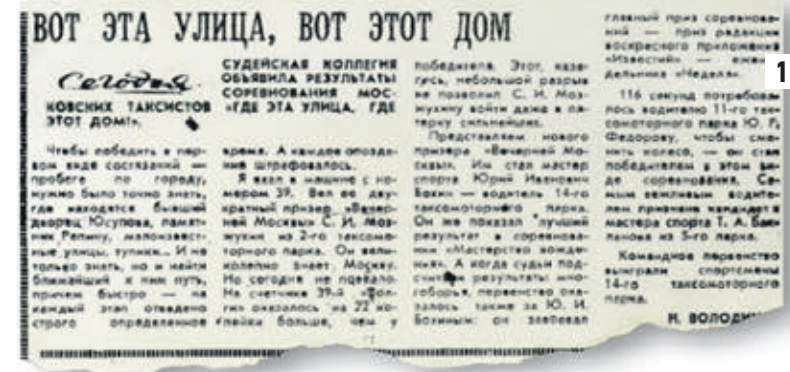 ВОТ ЭТА УЛИЦА, ВОТ ЭТОТ ДОМ
Сегодня
СУДЕЙСКАЯ КОЛЛЕГИЯ
ОБЪЯВИЛА РЕЗУЛЬТАТЫ
СОРЕВНОВАНИЯ МОС-
КОВСКИХ ТАКСИСТОВ
«ГДЕ ЭТА УЛИЦА, ГДЕ
ЭТОТ ДОМ?».
Чтобы победить в пер-
вом виде состязаний —
пробеге по городу,
нужно было точно знать,
где находятся бывший
дворец Юсупова, памят-
ник Репину, малоизвест-
ные улицы, тупики... И не
только знать, но и найти
ближайший к ним путь,
причем быстро — на
каждый этап отведено
строго определенное
время. А каждое опозда-
ние штрафовалось.
Я ехал в машине с но-
мером 39. Вел ее двук-
ратный призер «Вечер-
ней Москвы» С. И. Моз-
жухин из 2-го таксомо-
торного парка. Он вели-
колепно знает Москву.
Но сегодня не повезло.
На счетчике 39-й «Вол-
ги» оказалось на 22 ко-
пейки больше, чем у
победителя. Этот, каза-
лось, небольшой разрыв
не позволил С. И. Моз-
жухину войти даже в пя-
терку сильнейших.
Представляем нового
призера «Вечерней Мо-
сквы». Им стал мастер
спорта Юрий Иванович
— водитель 14-го
таксомоторного парка.
Он же показал лучший
результат в соревнова-
нии «Мастерство вожде-
ния». А когда судьи под-
считали результаты мно-
гоборья, первенство ока-
залось также за Ю. И.
он завоевал
главный приз соревнова-
ний — приз редакции
воскресного приложения
«Известий» — еже-
дельника «Неделя».
1
116 секунд потребова-
лось водителю 11-го так-
сомоторного парка Ю. Г.
Федорову, чтобы сме-
нить колесо, — он стал
победителем в этом ви-
де соревнования. Са-
мым вежливым водите-
лем признан кандидат в
мастера спорта Т. А.
из 5-го парка.
Командное первенство
выиграли спортсмены
14-го таксомоторного
парка.
Н.